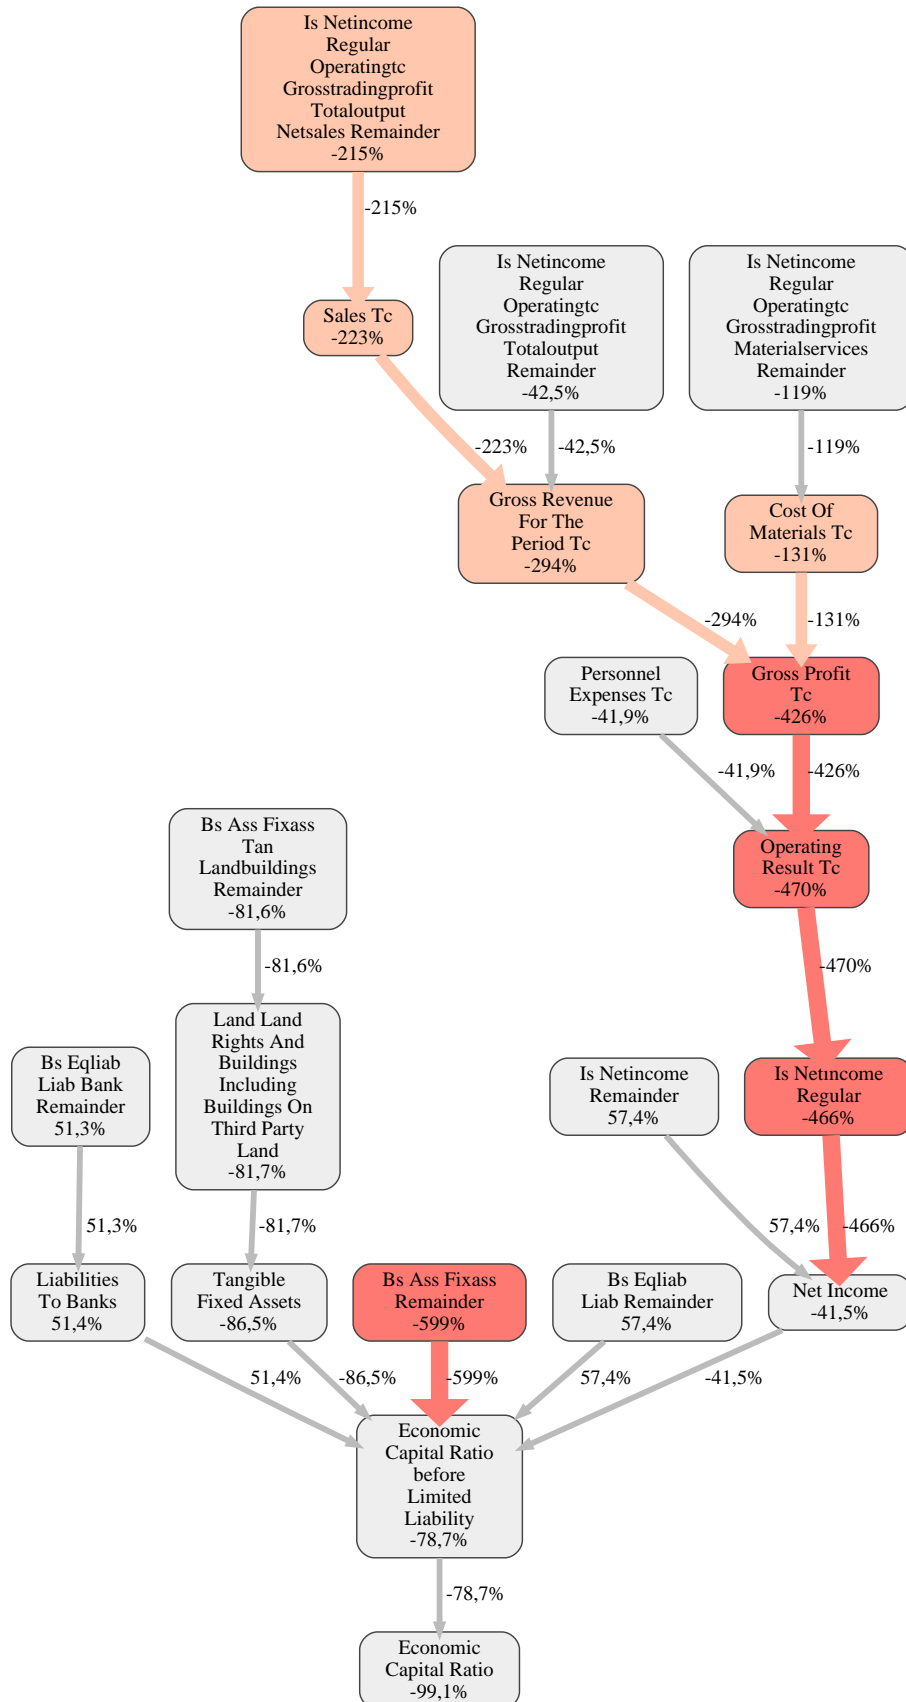 Is Netincome
Regular
Operatingtc
Grosstradingprofit
Totaloutput
Netsales Remainder
-215%
-215%
Sales Tc
-223%
Is Netincome
Regular
Operatingtc
Grosstradingprofit
Totaloutput
Remainder
-42,5%
Is Netincome
Regular
Operatingtc
Grosstradingprofit
Materialservices
Remainder
-119%
-223%
-42,5%
-119%
Gross Revenue
For The
Period Tc
-294%
Cost Of
Materials Tc
-131%
-294%
-131%
Personnel
Expenses Tc
-41,9%
Gross Profit
Tc
-426%
-41,9%
-426%
Bs Ass Fixass
Tan
Landbuildings
Remainder
-81,6%
Operating
Result Tc
-470%
-81,6%
-470%
Bs Eqliab
Liab Bank
Remainder
51,3%
Land Land
Rights And
Buildings
Including
Buildings On
Third Party
Land
-81,7%
Is Netincome
Remainder
57,4%
Is Netincome
Regular
-466%
51,3%
-81,7%
57,4%
-466%
Liabilities
To Banks
51,4%
Tangible
Fixed Assets
-86,5%
Bs Ass Fixass
Remainder
-599%
Bs Eqliab
Liab Remainder
57,4%
Net Income
-41,5%
51,4%
-86,5%
-599%
57,4%
-41,5%
Economic
Capital Ratio
before
Limited
Liability
-78,7%
-78,7%
Economic
Capital Ratio
-99,1%